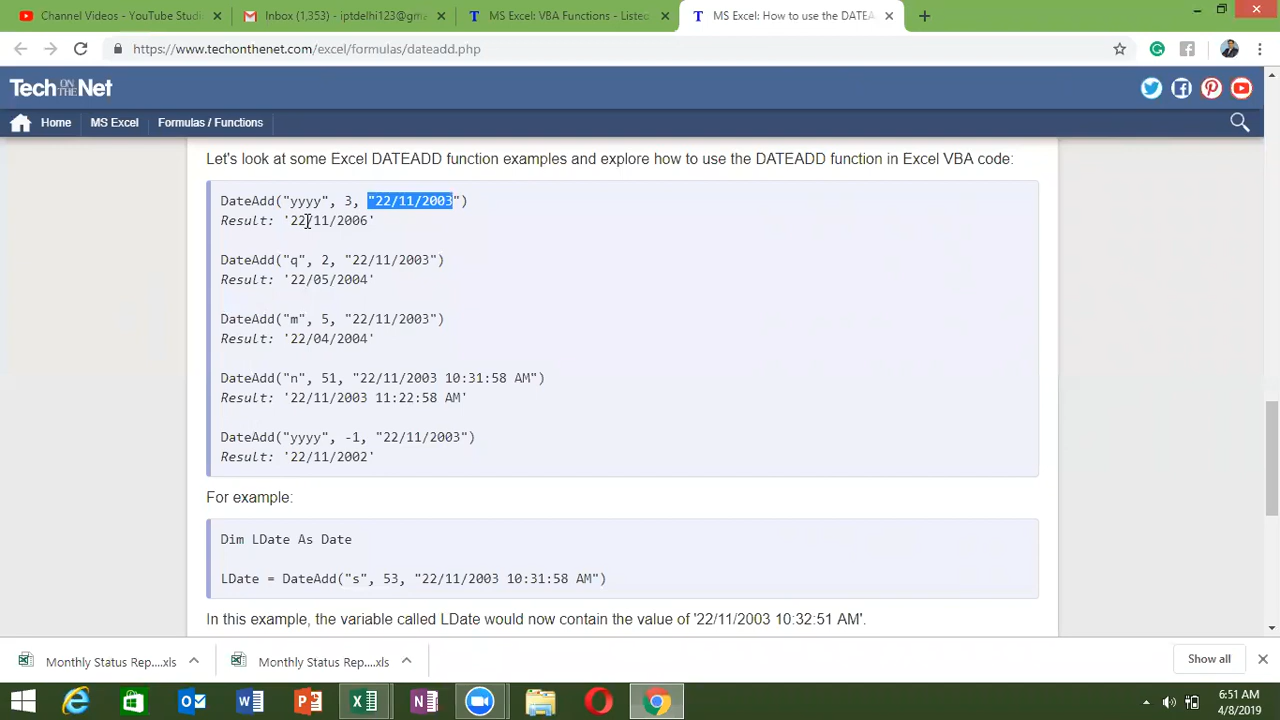 Channel Videos - YouTube Studi
Inbox (1,353) - iptdelhi123@gma
MS Excel: VBA Functions - Listed
MS Excel: How to use the DATEA
https://www.techonthenet.com/excel/formulas/dateadd.php
Tech ON THE Net
Home MS Excel Formulas / Functions
Let's look at some Excel DATEADD function examples and explore how to use the DATEADD function in Excel VBA code:
DateAdd("yyyy", 3, "22/11/2003")
Result: '22/11/2006'
DateAdd("q", 2, "22/11/2003")
Result: '22/05/2004'
DateAdd("m", 5, "22/11/2003")
Result: '22/04/2004'
DateAdd("n", 51, "22/11/2003 10:31:58 AM")
Result: '22/11/2003 11:22:58 AM'
DateAdd("yyyy", -1, "22/11/2003")
Result: '22/11/2002'
For example:
Dim LDate As Date
LDate = DateAdd("s", 53, "22/11/2003 10:31:58 AM")
In this example, the variable called LDate would now contain the value of '22/11/2003 10:32:51 AM'.
Monthly Status Rep....xls
Monthly Status Rep....xls
Show all
6:51 AM
4/8/2019